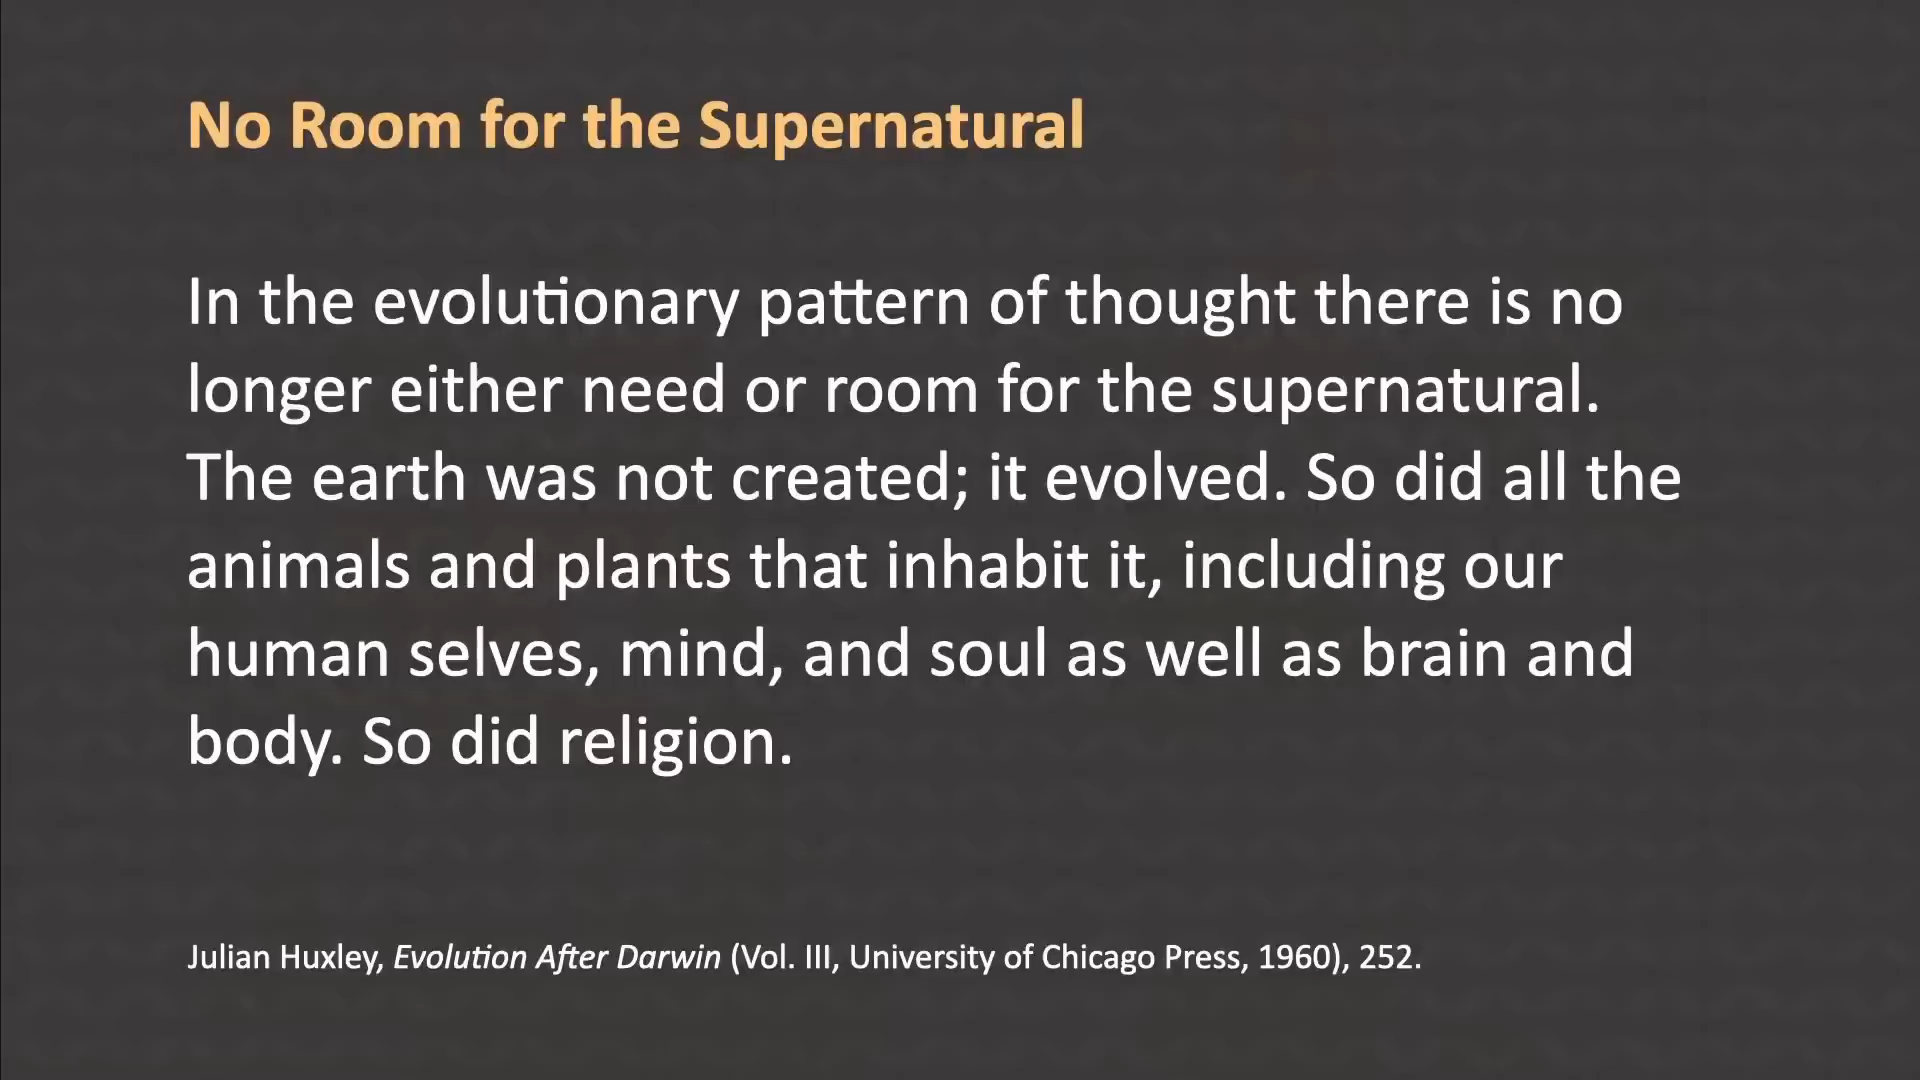 No Room for the Supernatural
In the evolutionary pattern of thought there is no
longer either need or room for the supernatural.
The earth was not created; it evolved. So did all the
animals and plants that inhabit it, including our
human selves, mind, and soul as well as brain and
body. So did religion.
Julian Huxley, Evolution After Darwin (Vol. III, University of Chicago Press, 1960), 252.